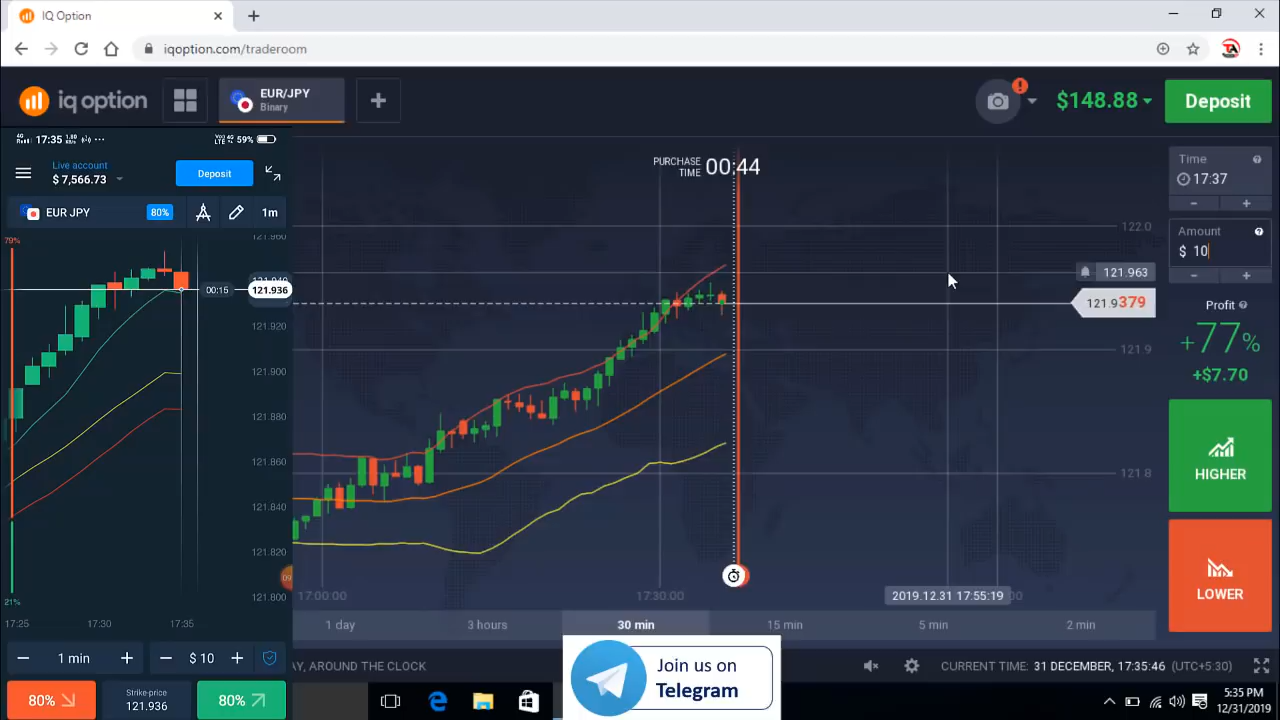 IQ Option
iqoption.com/traderoom
iq option
EUR/JPY
Binary
$148.88
Deposit
17:35
59%
Live account
$ 7,566.73
Deposit
EUR JPY
80%
1m
79%
121.960
00:15
121.936
121.920
121.900
121.880
121.860
121.840
121.820
121.800
21%
17:25
17:30
17:35
1 min
$ 10
80%
Strike-price
121.936
80%
PURCHASE
TIME
00:44
122.0
121.963
121.9379
121.9
121.8
17:00:00
17:30:00
2019.12.31 17:55:19
1 day
3 hours
30 min
15 min
5 min
2 min
Time
17:37
Amount
$ 10
Profit
+77%
+$7.70
HIGHER
LOWER
AY, AROUND THE CLOCK
Join us on
Telegram
CURRENT TIME: 31 DECEMBER, 17:35:46 (UTC+5:30)
5:35 PM
12/31/2019